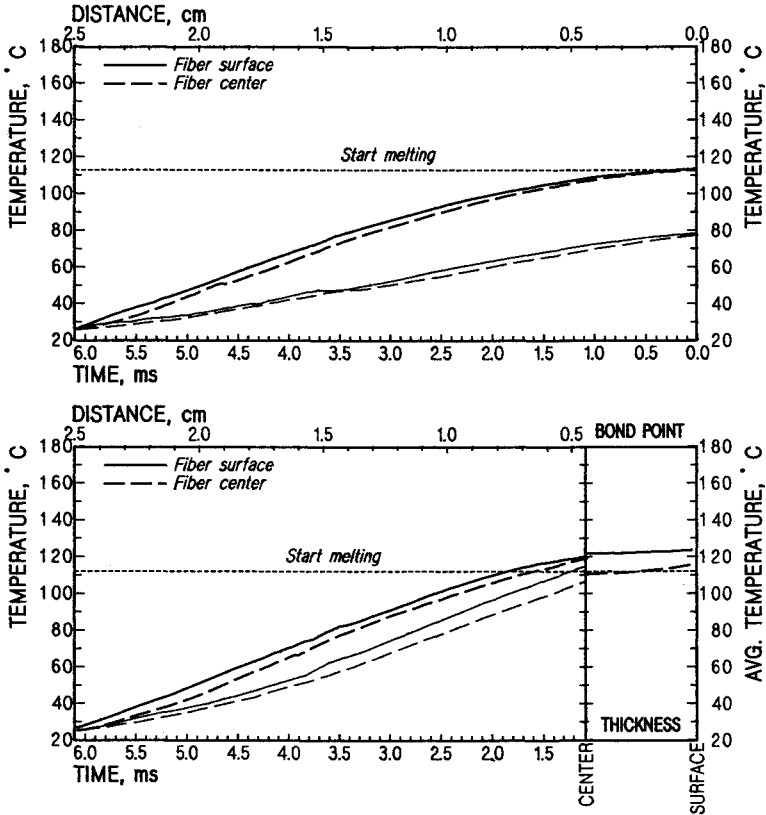 DISTANCE, cm
2.5 2.0 1.5 1.0 0.5 0.0
TEMPERATURE, °C
180
160
140
120
100
80
60
40
20
Fiber surface
Fiber center
Start melting
180
160
140
120
100
80
60
40
20
TEMPERATURE, °C
6.0 5.5 5.0 4.5 4.0 3.5 3.0 2.5 2.0 1.5 1.0 0.5 0.0
TIME, ms
DISTANCE, cm
2.5 2.0 1.5 1.0 0.5 BOND POINT
TEMPERATURE, °C
180
160
140
120
100
80
60
40
20
Fiber surface
Fiber center
Start melting
THICKNESS
180
160
140
120
100
80
60
40
20
AVG. TEMPERATURE, °C
6.0 5.5 5.0 4.5 4.0 3.5 3.0 2.5 2.0 1.5
CENTER
SURFACE
TIME, ms